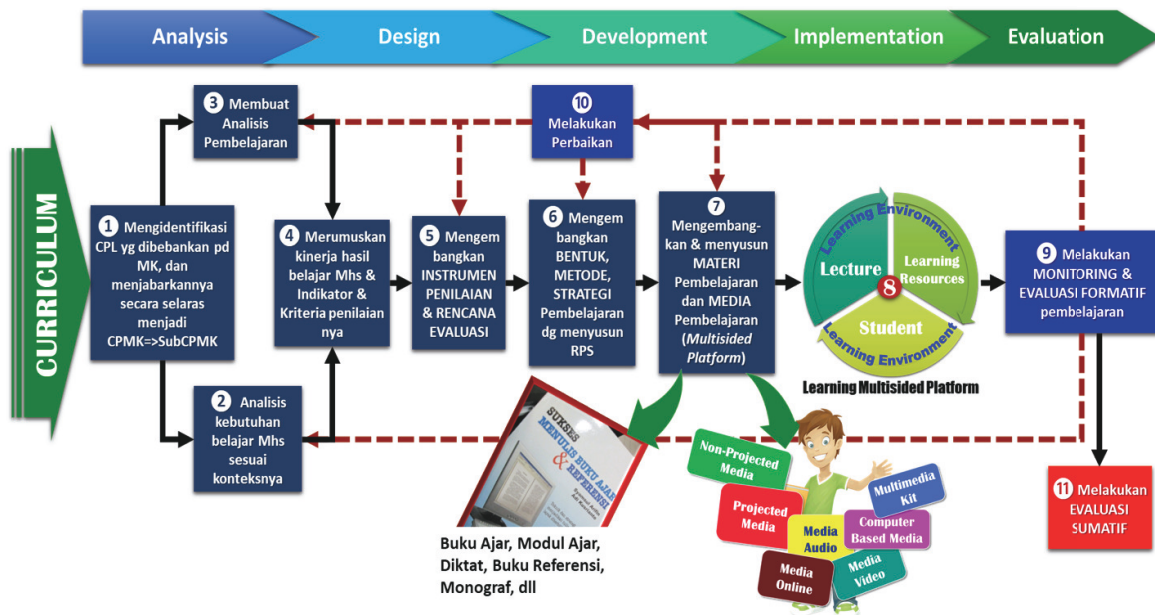 Analysis
Design
Development
Implementation
Evaluation
CURRICULUM
1 Mengidentifikasi
CPL yg dibebankan pd
MK, dan
menjabarkannya
secara selaras
menjadi
CPMK=>SubCPMK
2 Analisis
kebutuhan
belajar Mhs
sesuai
konteksnya
3 Membuat
Analisis
Pembelajaran
4 Merumuskan
kinerja hasil
belajar Mhs &
Indikator &
Kriteria penilaian
nya
5 Mengem
bangkan
INSTRUMEN
PENILAIAN
& RENCANA
EVALUASI
6 Mengem
bangkan
BENTUK,
METODE,
STRATEGI
Pembelajaran
dg menyusun
RPS
10
Melakukan
Perbaikan
7
Mengembang-
kan & menyusun
MATERI
Pembelajaran
dan MEDIA
Pembelajaran
(Multisided
Platform)
Learning Environment
Lecture
Learning
Resources
8
Student
Learning Environment
Learning Multisided Platform
9
Melakukan
MONITORING &
EVALUASI FORMATIF
pembelajaran
11 Melakukan
EVALUASI
SUMATIF
SUKSES
MENULIS BUKU AJAR
& REFERENSI
Buku Ajar, Modul Ajar,
Diktat, Buku Referensi,
Monograf, dll
Non-Projected
Media
Projected
Media
Media
Audio
Multimedia
Kit
Computer
Based Media
Media
Online
Media
Video